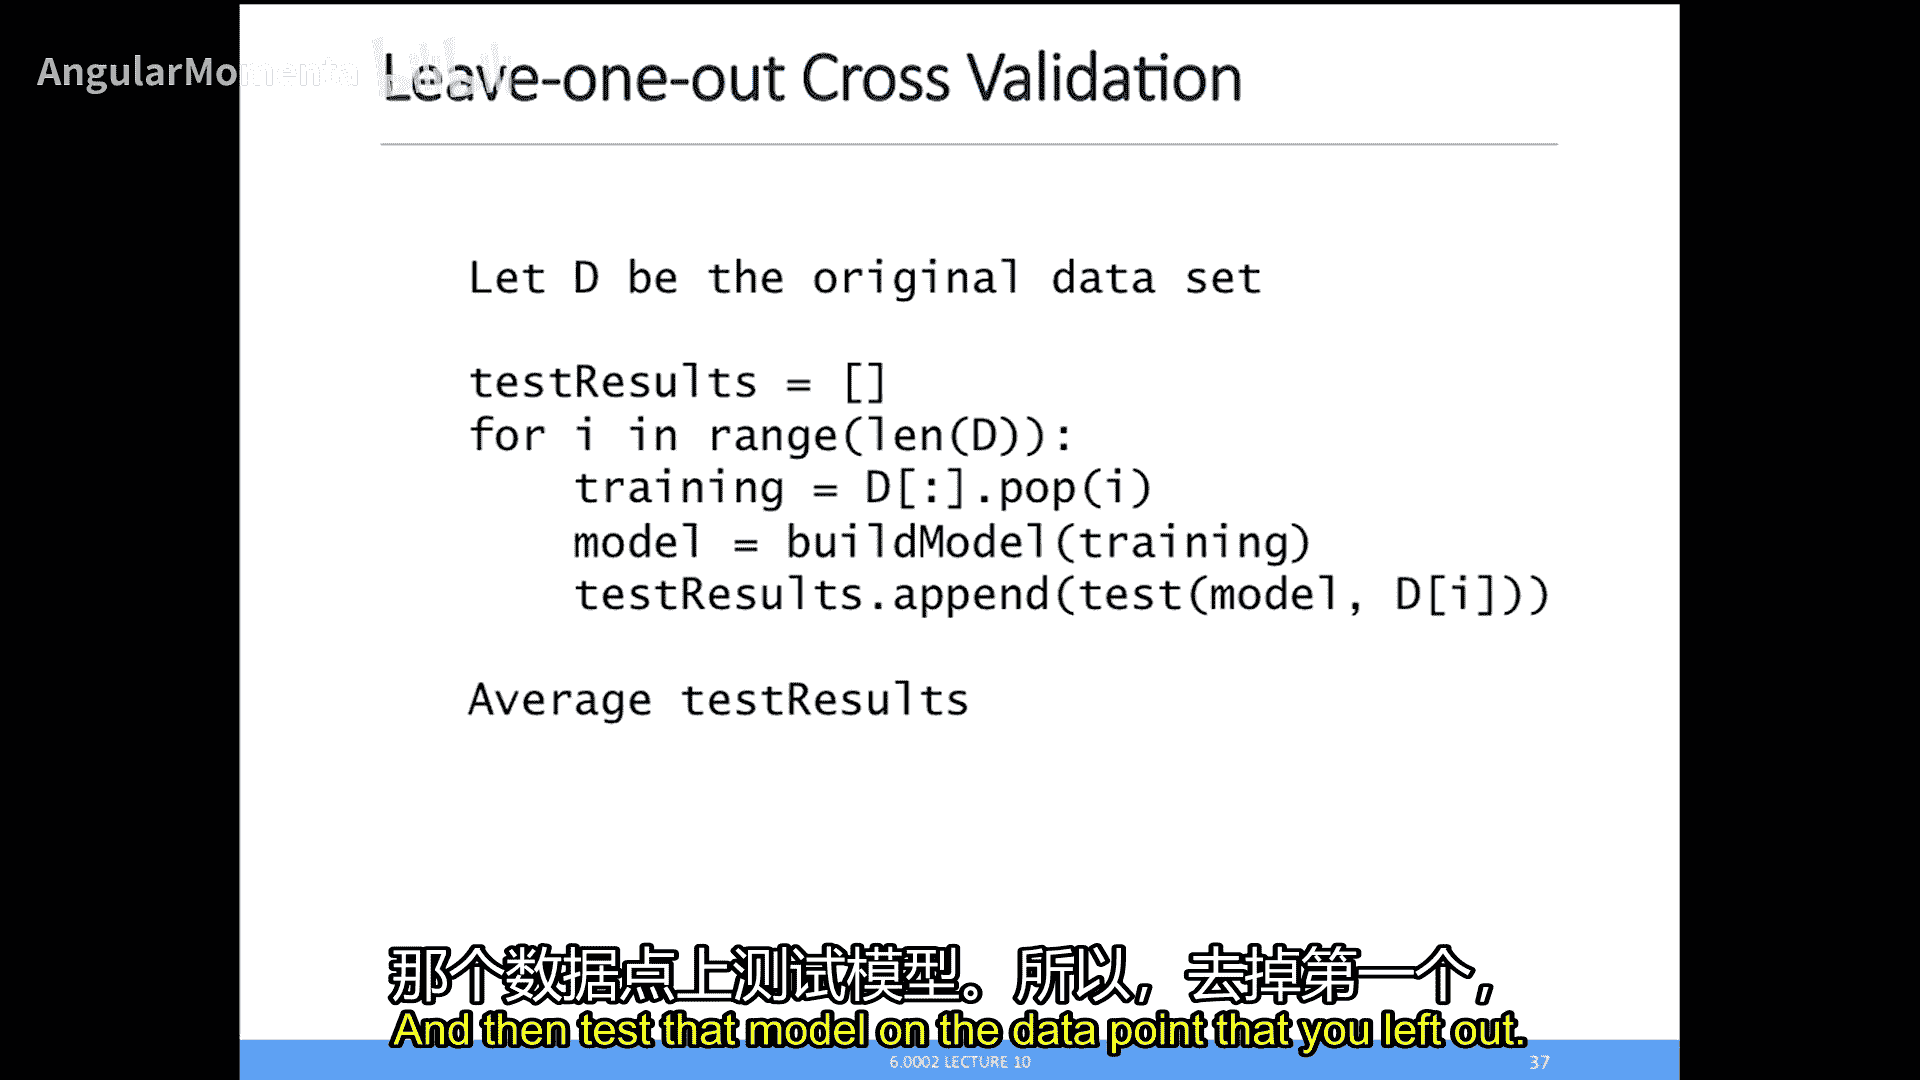 AngularMomenta
Leave-one-out Cross Validation
Let D be the original data set
testResults = []
for i in range(len(D)):
    training = D[:].pop(i)
    model = buildModel(training)
    testResults.append(test(model, D[i]))
Average testResults
那个数据点上测试模型。所以，去掉第一个，
And then test that model on the data point that you left out.
6.0002 LECTURE 10
37